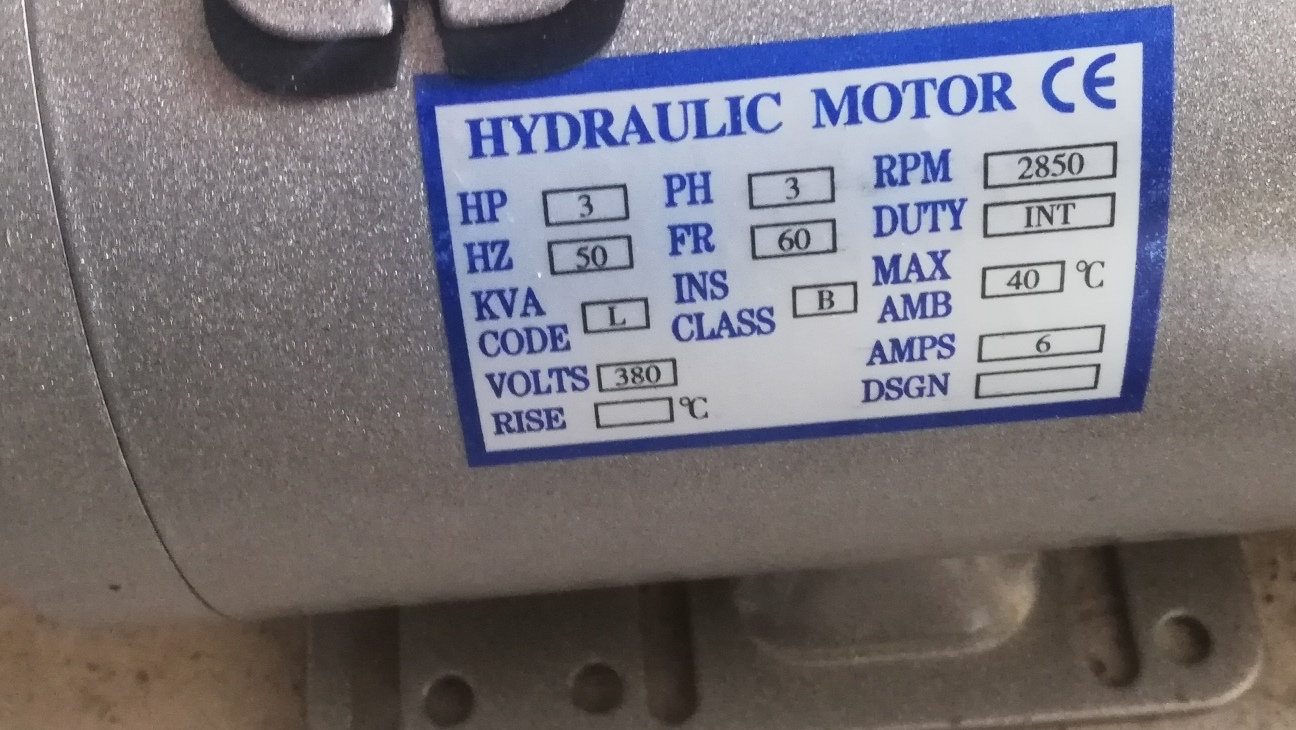 HYDRAULIC MOTOR CE
HP 3 PH 3 RPM 2850
HZ 50 FR 60 DUTY INT
KVA CODE L INS CLASS B MAX AMB 40 ℃
VOLTS 380 AMPS 6
RISE ℃ DSGN